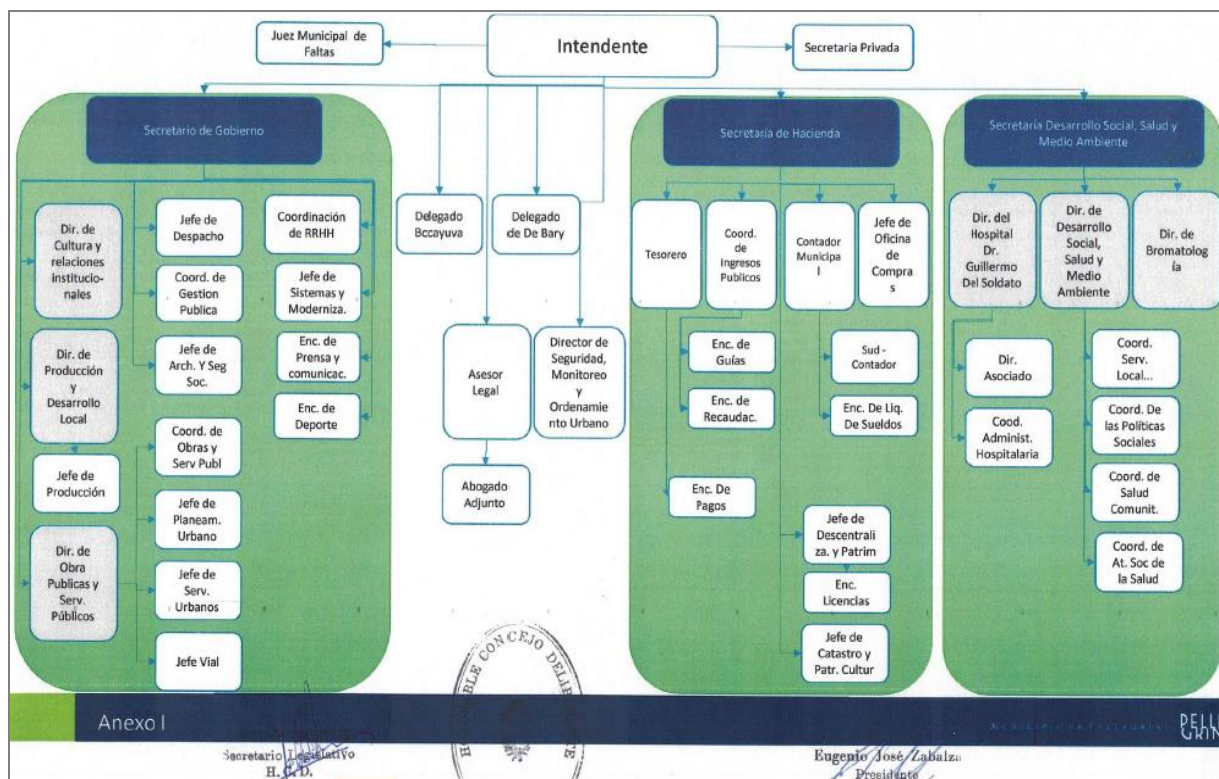 Juez Municipal de
Faltas
Intendente
Secretaria Privada
Secretario de Gobierno
Secretaría de Hacienda
Secretaría Desarrollo Social, Salud y
Medio Ambiente
Dir. de
Cultura y
relaciones
institucio-
nales
Jefe de
Despacho
Coordinación
de RRHH
Coord. de
Gestion
Publica
Jefe de
Sistemas y
Moderniza.
Dir. de
Producción
y
Desarrollo
Local
Jefe de
Arch. Y Seg
Soc.
Enc. de
Prensa y
comunicac.
Enc. de
Deporte
Jefe de
Producción
Coord. de
Obras y
Serv Publ
Jefe de
Planeam.
Urbano
Dir. de
Obra
Publicas y
Serv.
Públicos
Jefe de
Serv.
Urbanos
Jefe Vial
Delegado
Bccayuva
Delegado
de De Bary
Asesor
Legal
Director de
Seguridad,
Monitoreo
y
Ordenamie
nto Urbano
Abogado
Adjunto
Tesorero
Coord.
de
Ingresos
Publicos
Contador
Municipa
l
Jefe de
Oficina
de
Compra
s
Enc. de
Guías
Enc. de
Recaudac.
Sud -
Contador
Enc. De Liq.
De Sueldos
Enc. De
Pagos
Jefe de
Descentrali
za. y Patrim
Enc.
Licencias
Jefe de
Catastro y
Patr. Cultur
Dir. del
Hospital
Dr.
Guillermo
Del Soldato
Dir. de
Desarrollo
Social,
Salud y
Medio
Ambiente
Dir. de
Bromatolog
ía
Dir.
Asociado
Cood.
Administ.
Hospitalaria
Coord.
Serv.
Local...
Coord. De
las Políticas
Sociales
Coord. de
Salud
Comunit.
Coord. de
At. Soc de
la Salud
Anexo I
MUNICIPIO DE PELLEGRINI
PELLE
GRINI
CONCEJO
Secretario Legislativo
H. C. D.
Eugenio José Zabalza
Presidente